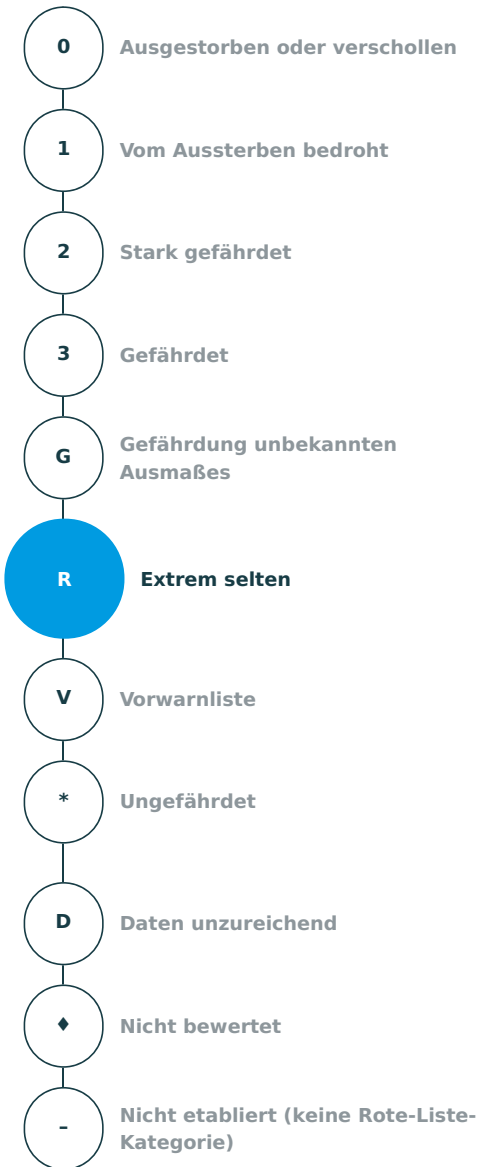 0 Ausgestorben oder verschollen
1 Vom Aussterben bedroht
2 Stark gefährdet
3 Gefährdet
G Gefährdung unbekannten
Ausmaßes
R Extrem selten
V Vorwarnliste
* Ungefährdet
D Daten unzureichend
♦ Nicht bewertet
– Nicht etabliert (keine Rote-Liste-
Kategorie)